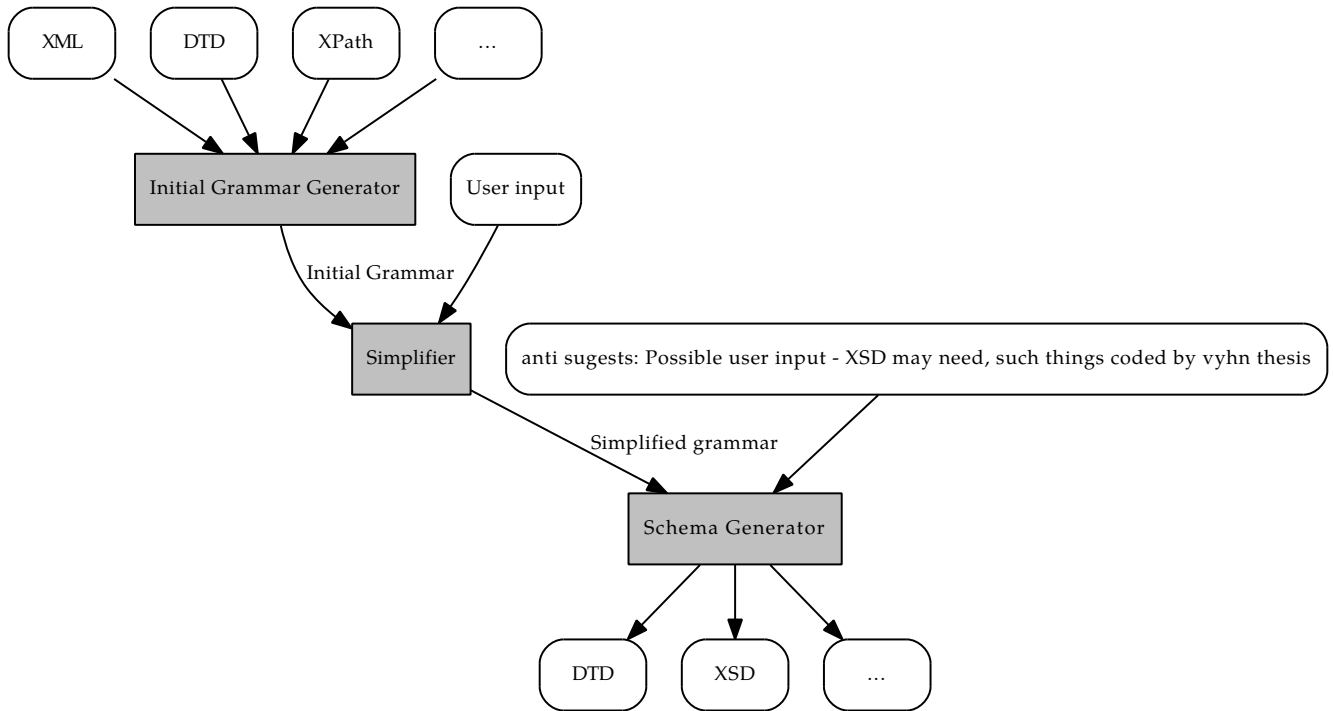 XML
DTD
XPath
...
Initial Grammar Generator
User input
Initial Grammar
Simplifier
anti sugests: Possible user input - XSD may need, such things coded by vyhn thesis
Simplified grammar
Schema Generator
DTD
XSD
...